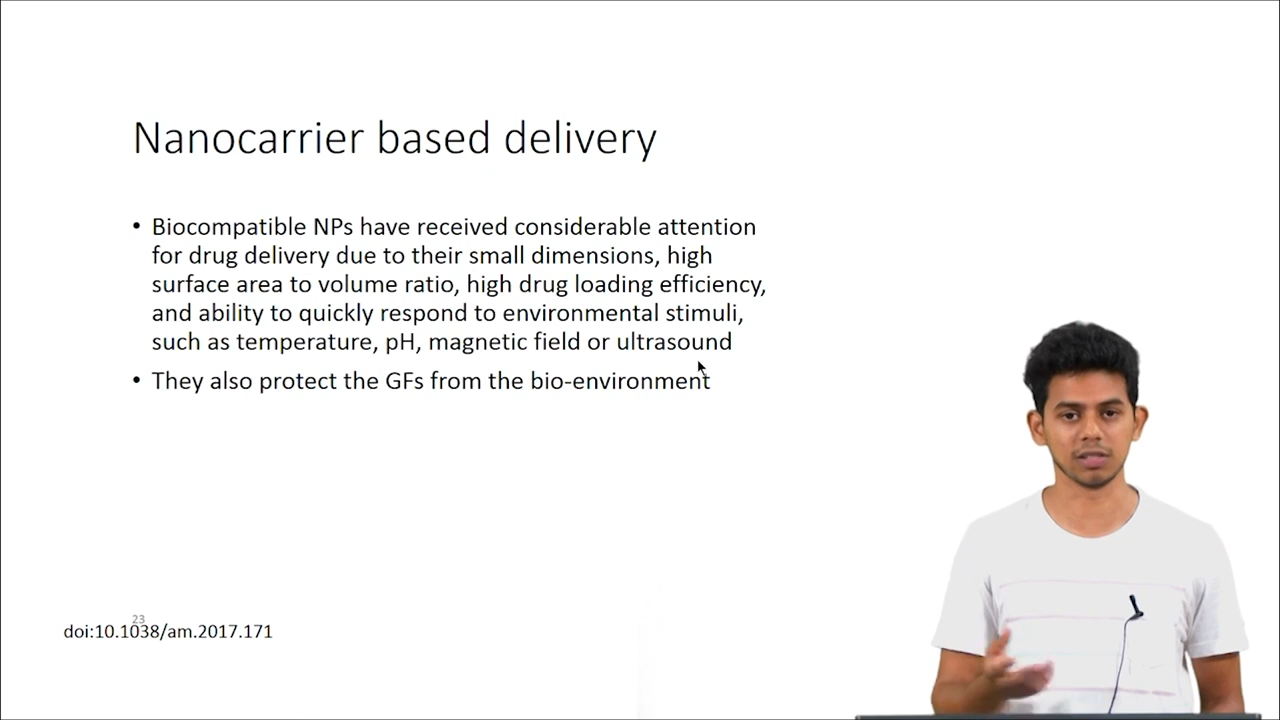 Nanocarrier based delivery
• Biocompatible NPs have received considerable attention
for drug delivery due to their small dimensions, high
surface area to volume ratio, high drug loading efficiency,
and ability to quickly respond to environmental stimuli,
such as temperature, pH, magnetic field or ultrasound
• They also protect the GFs from the bio-environment
23
doi:10.1038/am.2017.171